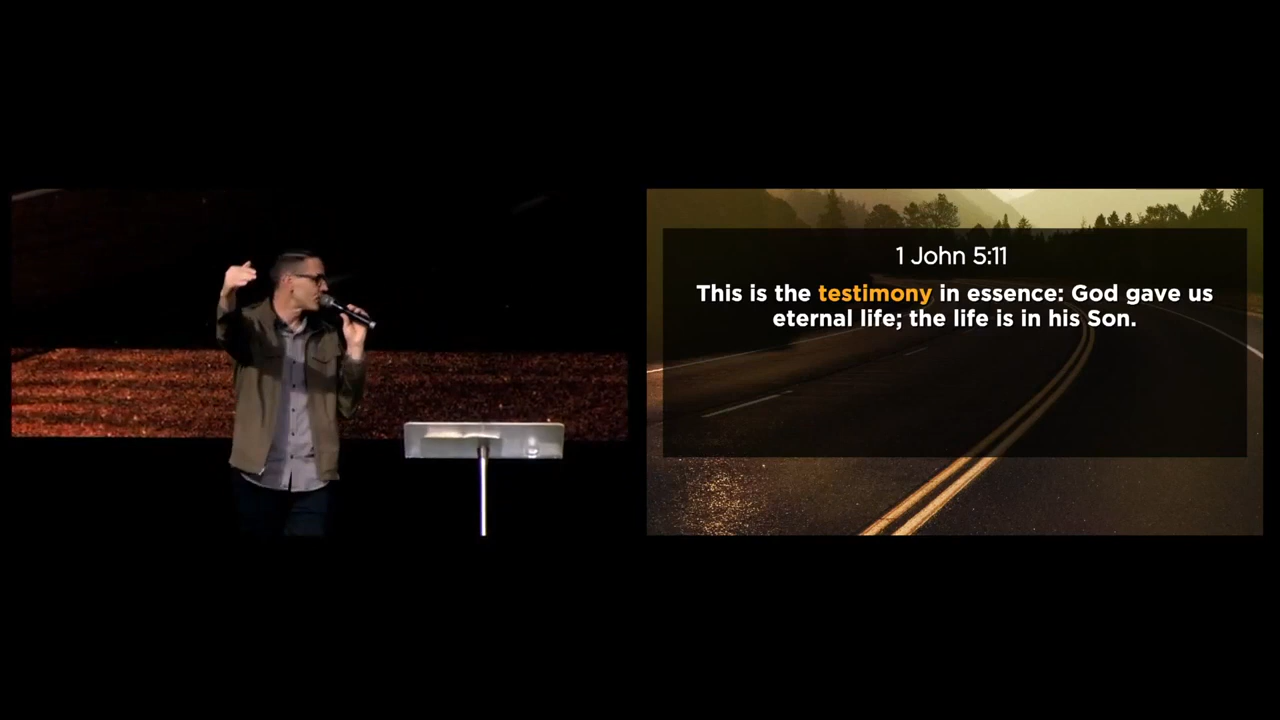 1 John 5:11
This is the testimony in essence: God gave us
eternal life; the life is in his Son.